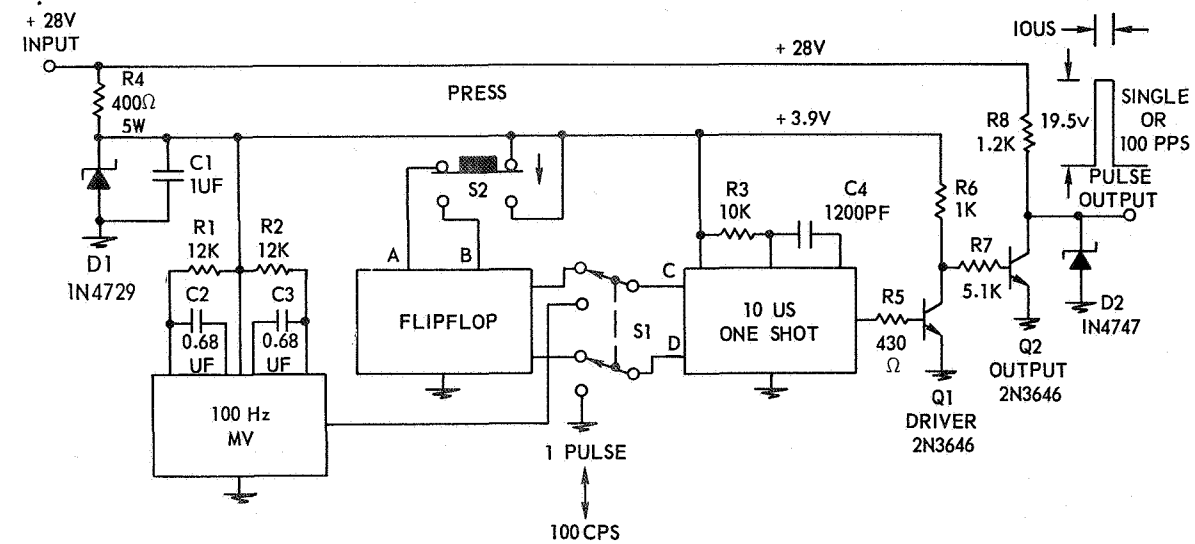 + 28V
INPUT
+ 28V
R4
400Ω
5W
PRESS
+ 3.9V
C1
1UF
D1
1N4729
R1
12K
R2
12K
C2
0.68
UF
C3
0.68
UF
100 Hz
MV
S2
A
B
FLIPFLOP
S1
C
D
1 PULSE
100 CPS
R3
10K
C4
1200PF
10 US
ONE SHOT
R5
430
Ω
R6
1K
R7
5.1K
Q1
DRIVER
2N3646
Q2
OUTPUT
2N3646
R8
1.2K
D2
1N4747
10US
19.5V
SINGLE
OR
100 PPS
PULSE
OUTPUT